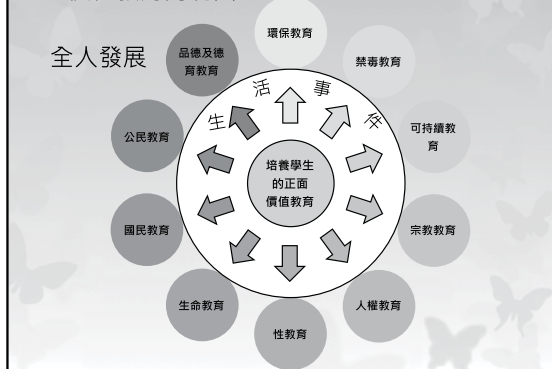 全人發展
環保教育
品德及德
育教育
禁毒教育
生活事件
公民教育
可持續教
育
培養學生
的正面
價值教育
國民教育
宗教教育
生命教育
人權教育
性教育